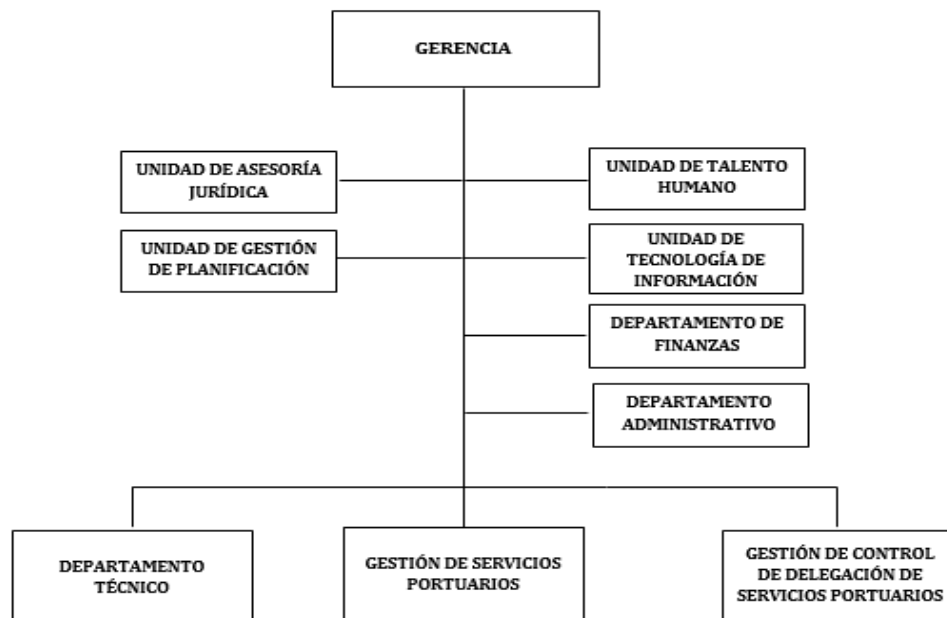 GERENCIA
UNIDAD DE ASESORÍA
JURÍDICA
UNIDAD DE TALENTO
HUMANO
UNIDAD DE GESTIÓN
DE PLANIFICACIÓN
UNIDAD DE
TECNOLOGÍA DE
INFORMACIÓN
DEPARTAMENTO DE
FINANZAS
DEPARTAMENTO
ADMINISTRATIVO
DEPARTAMENTO
TÉCNICO
GESTIÓN DE SERVICIOS
PORTUARIOS
GESTIÓN DE CONTROL
DE DELEGACIÓN DE
SERVICIOS PORTUARIOS